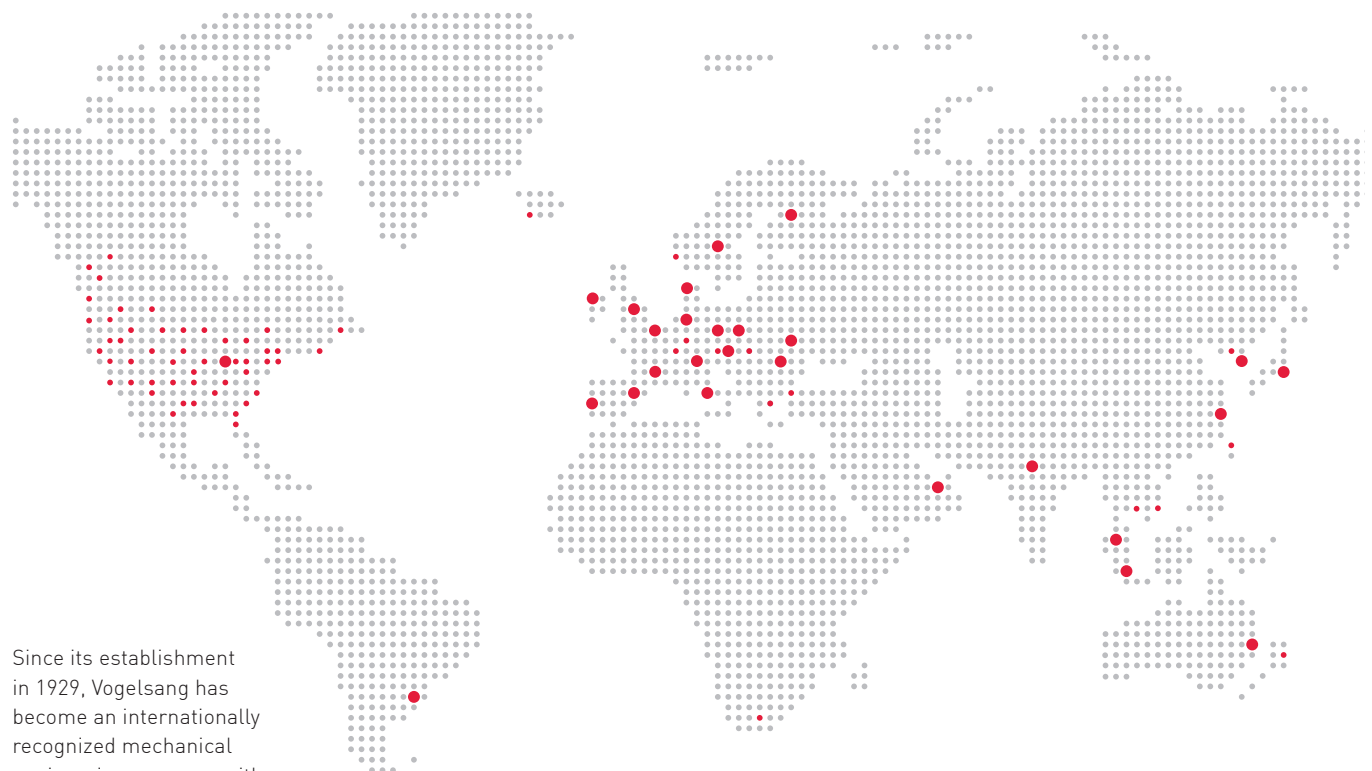 Since its establishment
in 1929, Vogelsang has
become an internationally
recognized mechanical